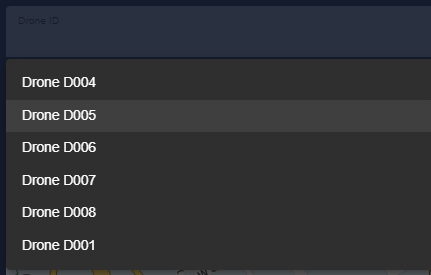 Drone ID
Drone D004
Drone D005
Drone D006
Drone D007
Drone D008
Drone D001